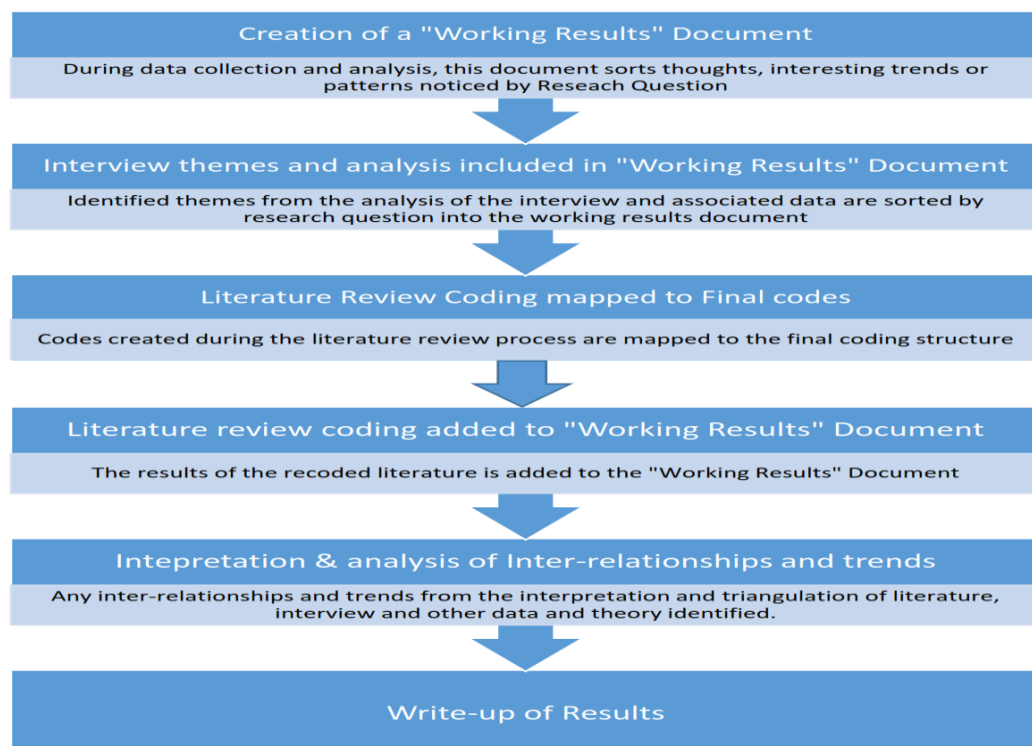 Creation of a "Working Results" Document
During data collection and analysis, this document sorts thoughts, interesting trends or
patterns noticed by Reseach Question
Interview themes and analysis included in "Working Results" Document
Identified themes from the analysis of the interview and associated data are sorted by
research question into the working results document
Literature Review Coding mapped to Final codes
Codes created during the literature review process are mapped to the final coding structure
Literature review coding added to "Working Results" Document
The results of the recoded literature is added to the "Working Results" Document
Intepretation & analysis of Inter-relationships and trends
Any inter-relationships and trends from the interpretation and triangulation of literature,
interview and other data and theory identified.
Write-up of Results